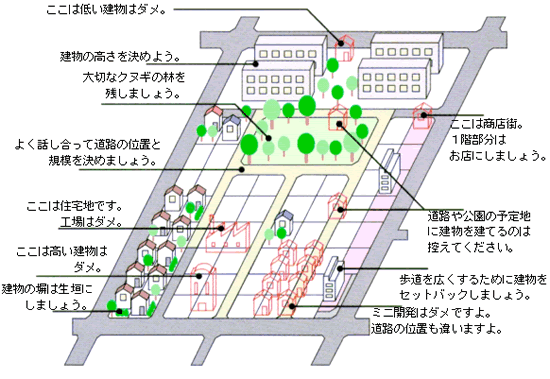 ここは低い建物はダメ。
建物の高さを決めよう。
大切なクヌギの林を
残しましょう。
よく話し合って道路の位置と
規模を決めましょう。
ここは住宅地です。
工場はダメ。
ここは高い建物は
ダメ。
建物の塀は生垣に
しましょう。
ここは商店街。
1階部分は
お店にしましょう。
道路や公園の予定地
に建物を建てるのは
控えてください。
歩道を広くするために建物を
セットバックしましょう。
ミニ開発はダメですよ。
道路の位置も違いますよ。